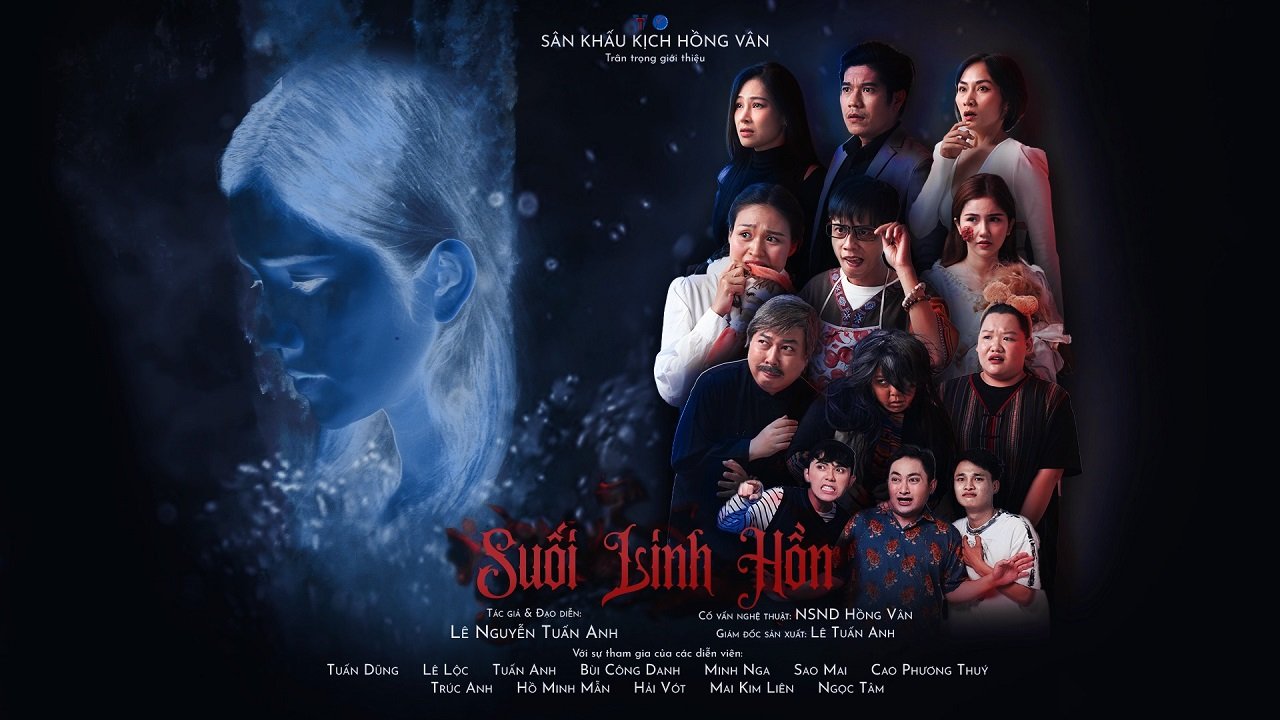 SÂN KHẤU KỊCH HỒNG VÂN
Trân trọng giới thiệu
Suối Linh Hồn
TÁC GIẢ & ĐẠO DIỄN:
LÊ NGUYỄN TUẤN ANH
CỐ VẤN NGHỆ THUẬT: NSND HỒNG VÂN
GIÁM ĐỐC SẢN XUẤT: LÊ TUẤN ANH
Với sự tham gia của các diễn viên:
TUẤN DŨNG LÊ LỘC TUẤN ANH BÙI CÔNG DANH MINH NGA SAO MAI CAO PHƯƠNG THUÝ
TRÚC ANH HỒ MINH MẪN HẢI VÓT MAI KIM LIÊN NGỌC TÂM